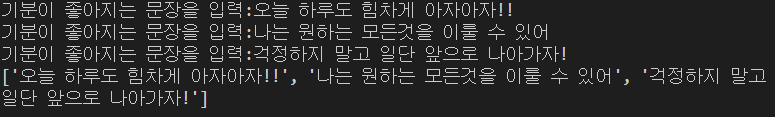 기분이 좋아지는 문장을 입력:오늘 하루도 힘차게 아자아자!!
기분이 좋아지는 문장을 입력:나는 원하는 모든것을 이룰 수 있어
기분이 좋아지는 문장을 입력:걱정하지 말고 일단 앞으로 나아가자!
['오늘 하루도 힘차게 아자아자!!', '나는 원하는 모든것을 이룰 수 있어', '걱정하지 말고
일단 앞으로 나아가자!']